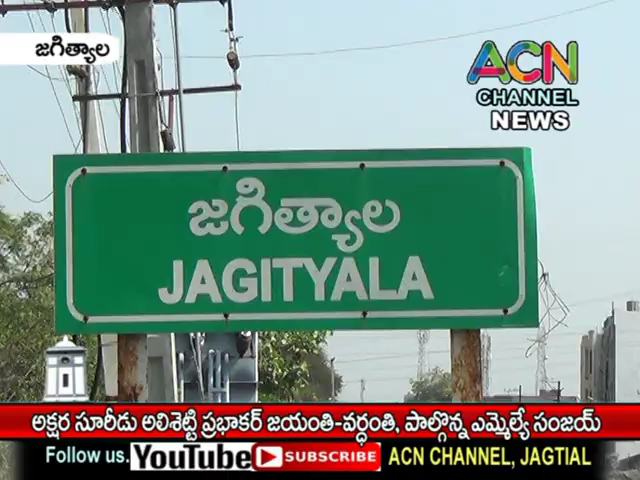 జగిత్యాల
ACN
CHANNEL
NEWS
జగిత్యాల
JAGITYALA
అక్షర సూరీడు అలిశెట్టి ప్రభాకర్ జయంతి-వర్ధంతి, పాల్గొన్న ఎమ్మెల్యే సంజయ్
Follow us. YouTube SUBSCRIBE ACN CHANNEL, JAGTIAL